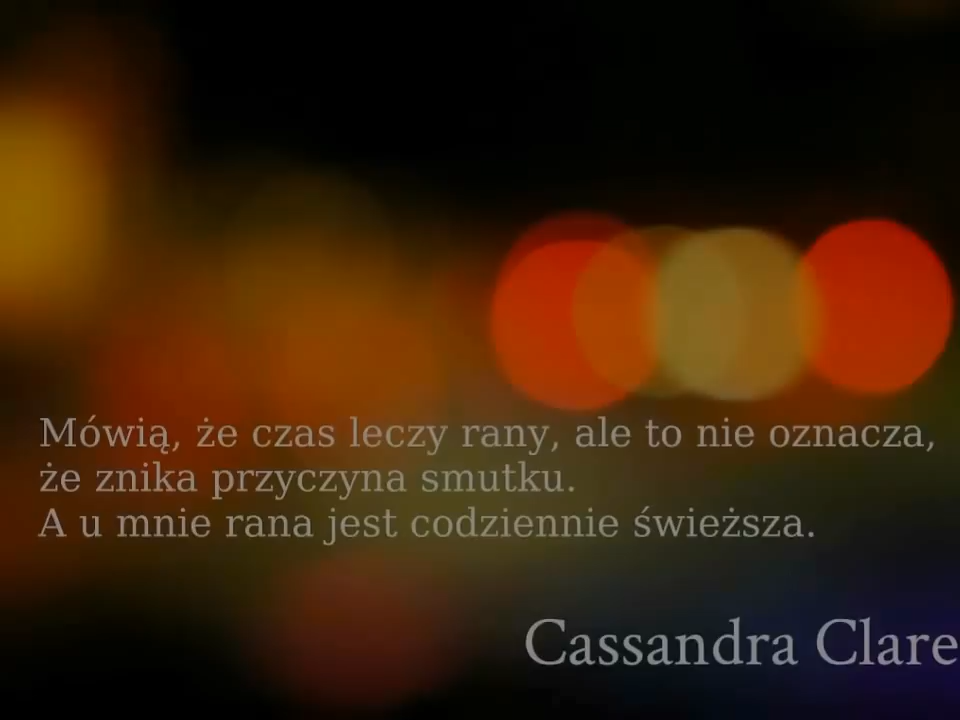 Mówią, że czas leczy rany, ale to nie oznacza,
że znika przyczyna smutku.
A u mnie rana jest codziennie świeższa.
Cassandra Clare